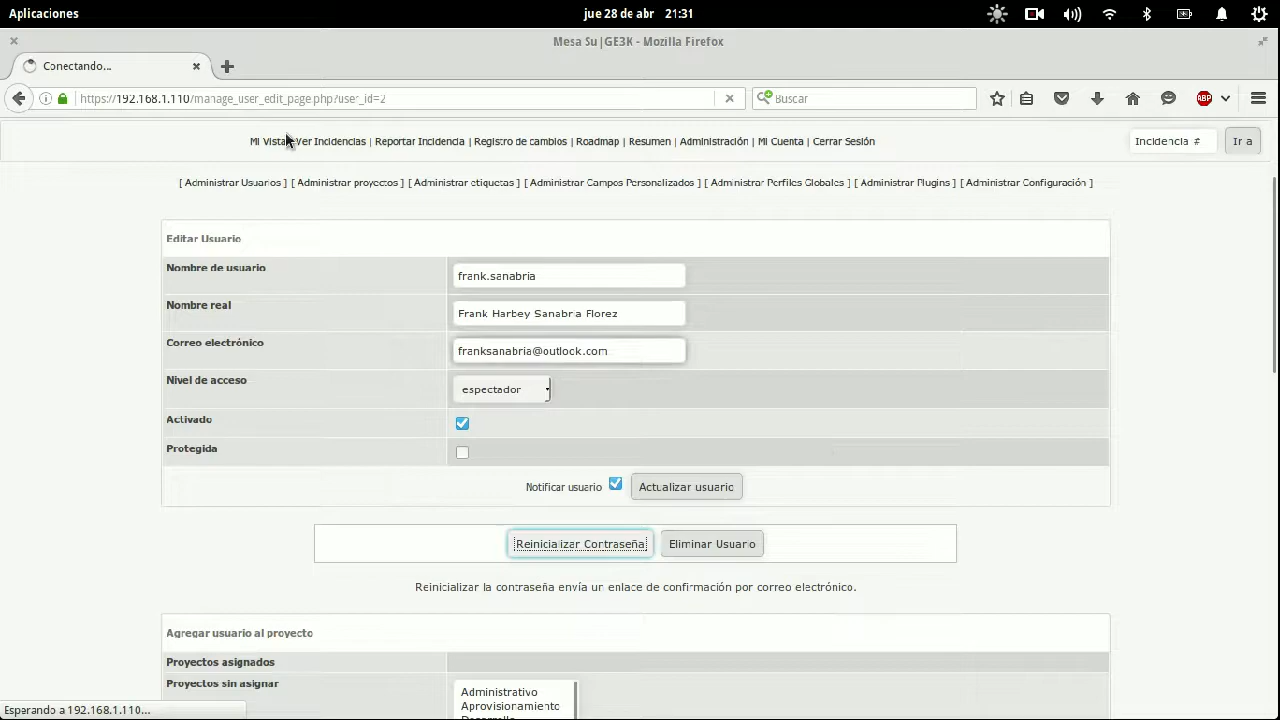 Aplicaciones
jue 28 de abr 21:31
Mesa Su|GE3K - Mozilla Firefox
Conectando...
https://192.168.1.110/manage_user_edit_page.php?user_id=2
Buscar
ABP
Mi Vista Ver Incidencias | Reportar Incidencia | Registro de cambios | Roadmap | Resumen | Administración | Mi Cuenta | Cerrar Sesión
Incidencia #
Ir a
[ Administrar Usuarios ] [ Administrar proyectos ] [ Administrar etiquetas ] [ Administrar Campos Personalizados ] [ Administrar Perfiles Globales ] [ Administrar Plugins ] [ Administrar Configuración ]
Editar Usuario
Nombre de usuario
frank.sanabria
Nombre real
Frank Harbey Sanabria Florez
Correo electrónico
franksanabria@outlock.com
Nivel de acceso
espectador
Activado
Protegida
Notificar usuario
Actualizar usuario
Reinicializar Contraseña
Eliminar Usuario
Reinicializar la contraseña envía un enlace de confirmación por correo electrónico.
Agregar usuario al proyecto
Proyectos asignados
Proyectos sin asignar
Administrativo
Aprovisionamiento
Desarrollo
Esperando a 192.168.1.110...